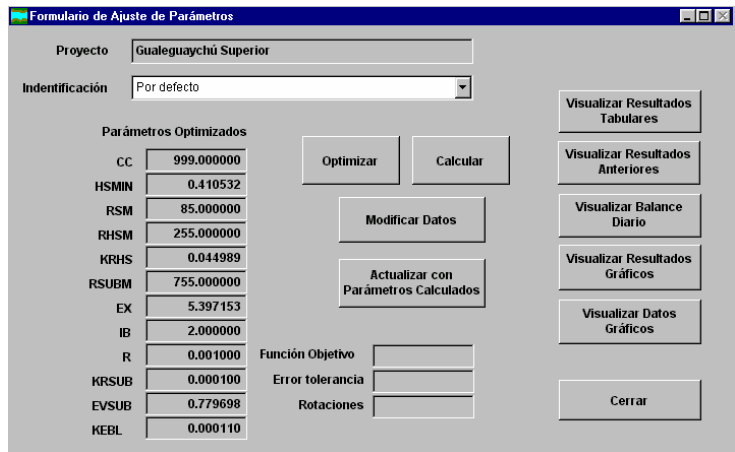 Formulario de Ajuste de Parámetros
Proyecto Gualeguaychú Superior
Indentificación Por defecto
Parámetros Optimizados
CC 999.000000
HSMIN 0.410532
RSM 85.000000
RHSM 255.000000
KRHS 0.044989
RSUBM 755.000000
EX 5.397153
IB 2.000000
R 0.001000
KRSUB 0.000100
EVSUB 0.779698
KEBL 0.000110
Optimizar
Calcular
Modificar Datos
Actualizar con
Parámetros Calculados
Función Objetivo
Error tolerancia
Rotaciones
Visualizar Resultados
Tabulares
Visualizar Resultados
Anteriores
Visualizar Balance
Diario
Visualizar Resultados
Gráficos
Visualizar Datos
Gráficos
Cerrar